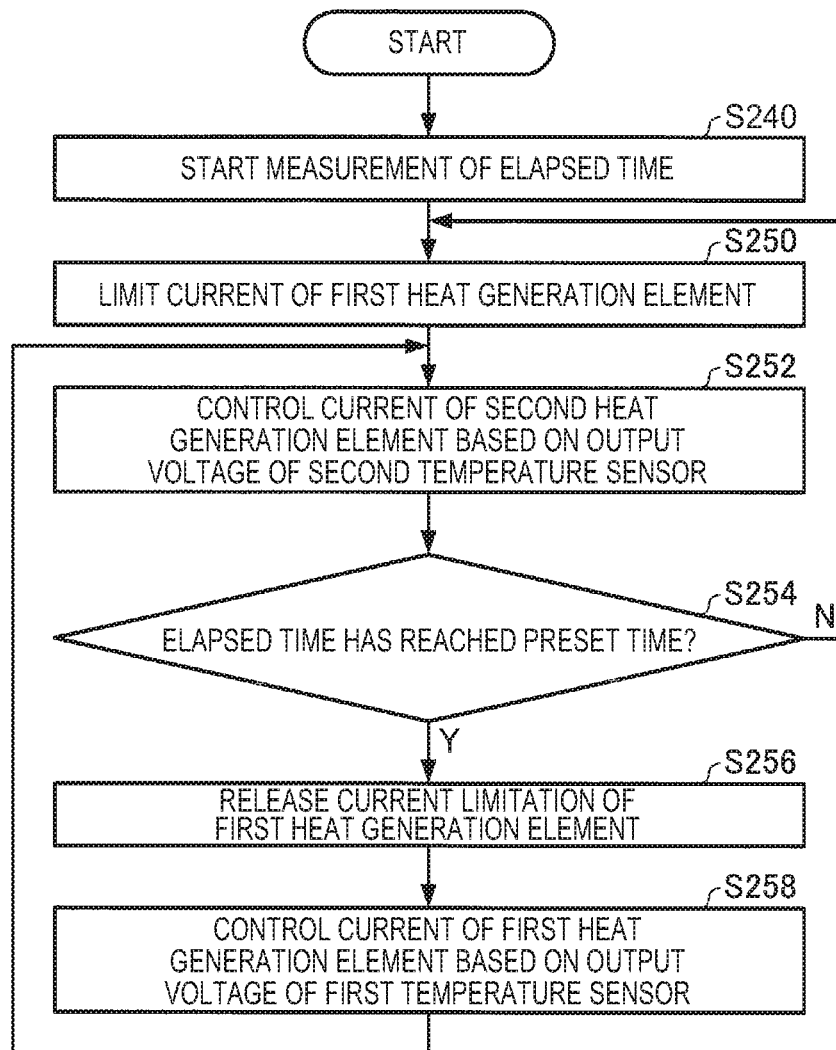 START
S240
START MEASUREMENT OF ELAPSED TIME
S250
LIMIT CURRENT OF FIRST HEAT GENERATION ELEMENT
S252
CONTROL CURRENT OF SECOND HEAT
GENERATION ELEMENT BASED ON OUTPUT
VOLTAGE OF SECOND TEMPERATURE SENSOR
S254
N
ELAPSED TIME HAS REACHED PRESET TIME?
Y
S256
RELEASE CURRENT LIMITATION OF
FIRST HEAT GENERATION ELEMENT
S258
CONTROL CURRENT OF FIRST HEAT
GENERATION ELEMENT BASED ON OUTPUT
VOLTAGE OF FIRST TEMPERATURE SENSOR